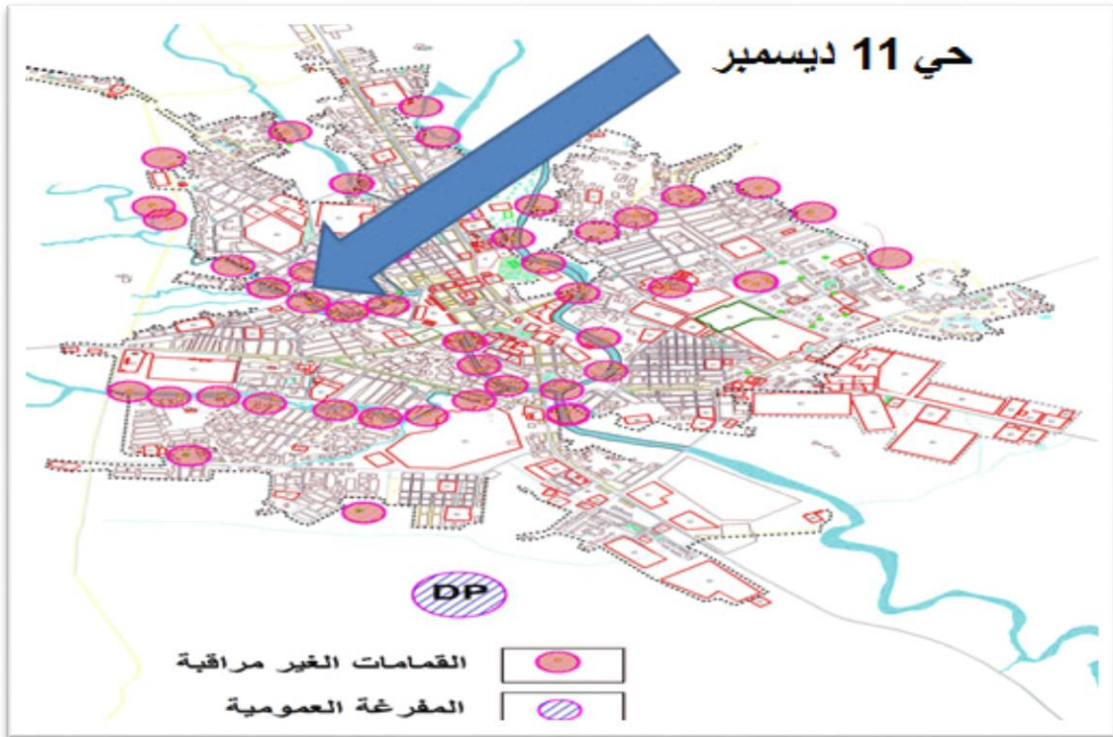 حي 11 ديسمبر
DP
القمامات الغير مراقبة
المفرغة العمومية